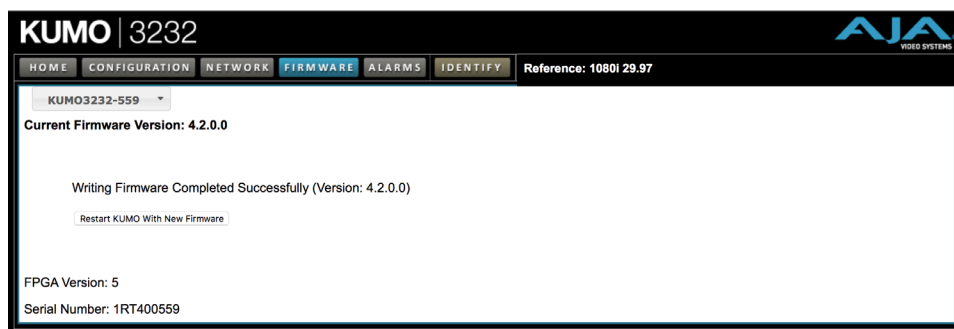 KUMO | 3232
AJA
VIDEO SYSTEMS
HOME CONFIGURATION NETWORK FIRMWARE ALARMS IDENTIFY Reference: 1080i 29.97
KUMO3232-559
Current Firmware Version: 4.2.0.0
Writing Firmware Completed Successfully (Version: 4.2.0.0)
Restart KUMO With New Firmware
FPGA Version: 5
Serial Number: 1RT400559